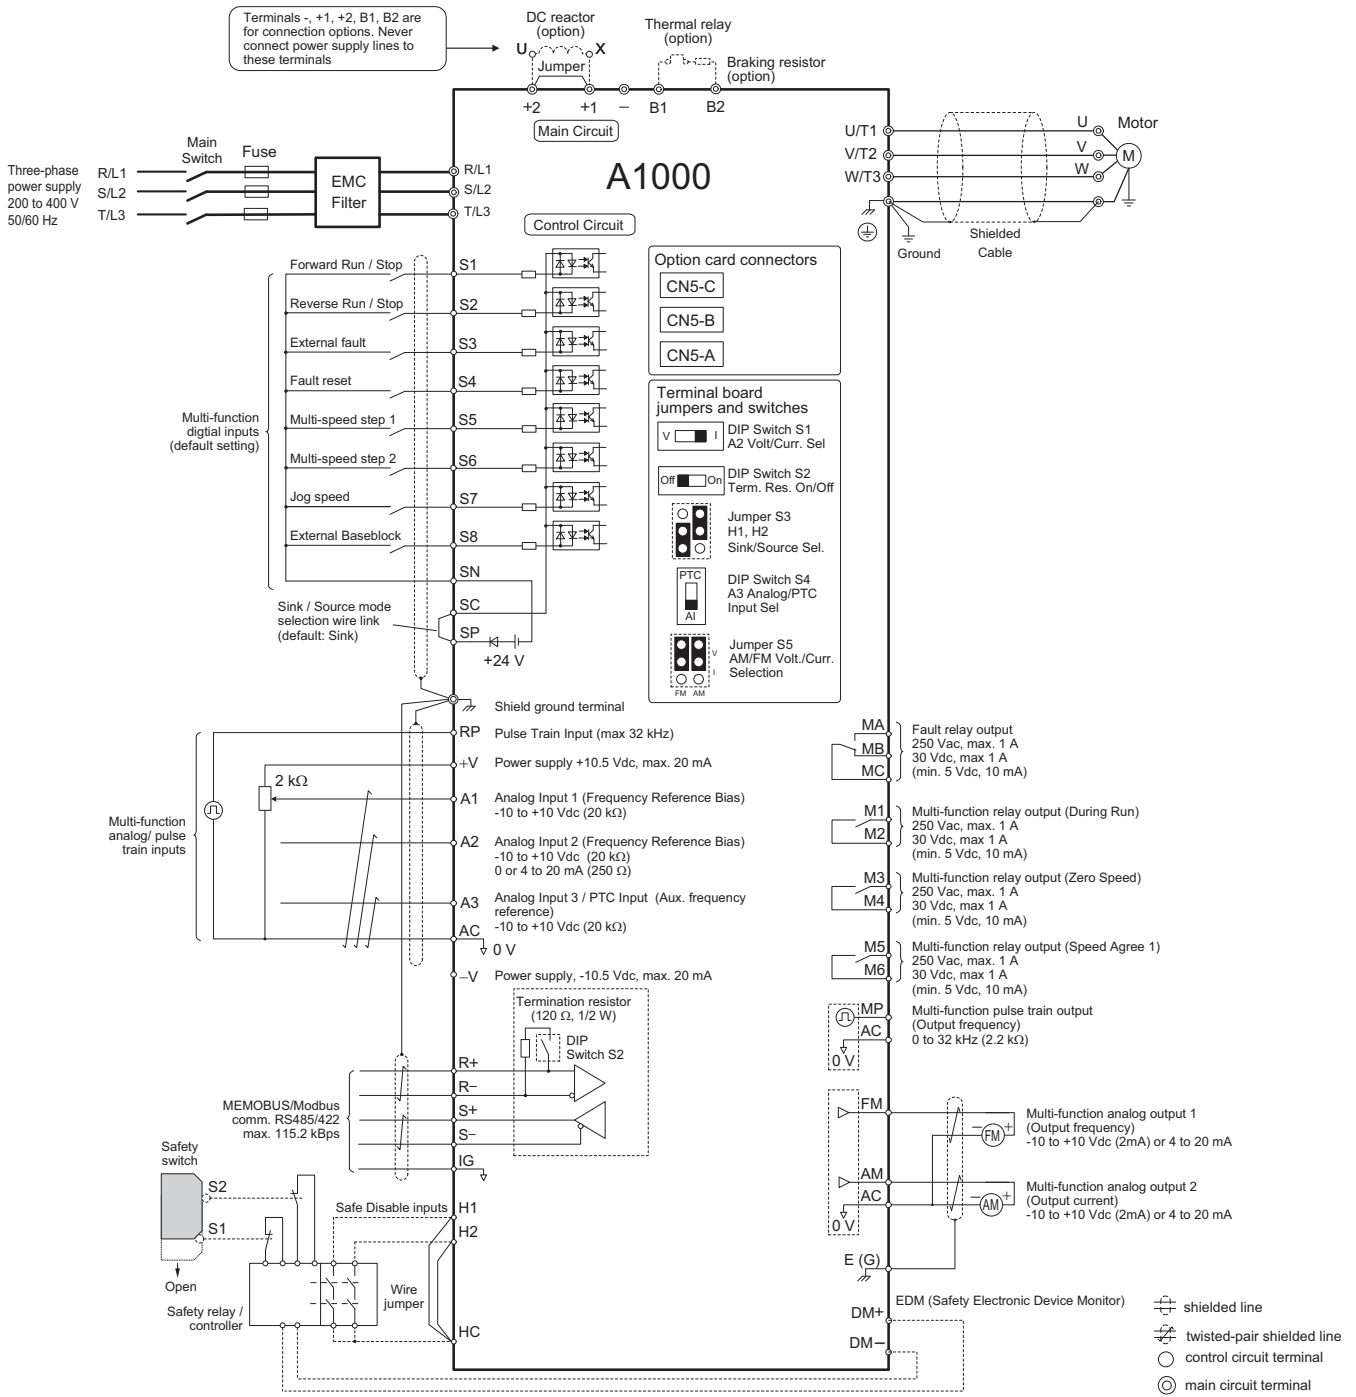 Terminals -, +1, +2, B1, B2 are
for connection options. Never
connect power supply lines to
these terminals
DC reactor
(option)
U
X
Jumper
Thermal relay
(option)
Braking resistor
(option)
+2
+1
−
B1
B2
Main Circuit
A1000
Three-phase
power supply
200 to 400 V
50/60 Hz
R/L1
S/L2
T/L3
Main
Switch
Fuse
EMC
Filter
R/L1
S/L2
T/L3
U/T1
V/T2
W/T3
U
V
W
Motor
M
Ground
Shielded
Cable
Control Circuit
Multi-function
digtial inputs
(default setting)
Forward Run / Stop
S1
Reverse Run / Stop
S2
External fault
S3
Fault reset
S4
Multi-speed step 1
S5
Multi-speed step 2
S6
Jog speed
S7
External Baseblock
S8
SN
SC
SP
+24 V
Sink / Source mode
selection wire link
(default: Sink)
Option card connectors
CN5-C
CN5-B
CN5-A
Terminal board
jumpers and switches
V
I
DIP Switch S1
A2 Volt/Curr. Sel
Off
On
DIP Switch S2
Term. Res. On/Off
Jumper S3
H1, H2
Sink/Source Sel.
PTC
AI
DIP Switch S4
A3 Analog/PTC
Input Sel
V
I
FM
AM
Jumper S5
AM/FM Volt./Curr.
Selection
Shield ground terminal
Multi-function
analog/ pulse
train inputs
2 kΩ
RP
Pulse Train Input (max 32 kHz)
+V
Power supply +10.5 Vdc, max. 20 mA
A1
Analog Input 1 (Frequency Reference Bias)
-10 to +10 Vdc (20 kΩ)
A2
Analog Input 2 (Frequency Reference Bias)
-10 to +10 Vdc (20 kΩ)
0 or 4 to 20 mA (250 Ω)
A3
Analog Input 3 / PTC Input (Aux. frequency
reference)
-10 to +10 Vdc (20 kΩ)
AC
0 V
−V
Power supply, -10.5 Vdc, max. 20 mA
Termination resistor
(120 Ω, 1/2 W)
DIP
Switch S2
MEMOBUS/Modbus
comm. RS485/422
max. 115.2 kBps
R+
R−
S+
S−
IG
Safety
switch
S2
S1
Open
Safety relay /
controller
Safe Disable inputs
H1
H2
Wire
jumper
HC
MA
MB
MC
Fault relay output
250 Vac, max. 1 A
30 Vdc, max 1 A
(min. 5 Vdc, 10 mA)
M1
M2
Multi-function relay output (During Run)
250 Vac, max. 1 A
30 Vdc, max 1 A
(min. 5 Vdc, 10 mA)
M3
M4
Multi-function relay output (Zero Speed)
250 Vac, max. 1 A
30 Vdc, max 1 A
(min. 5 Vdc, 10 mA)
M5
M6
Multi-function relay output (Speed Agree 1)
250 Vac, max. 1 A
30 Vdc, max 1 A
(min. 5 Vdc, 10 mA)
MP
AC
0 V
Multi-function pulse train output
(Output frequency)
0 to 32 kHz (2.2 kΩ)
FM
− FM +
Multi-function analog output 1
(Output frequency)
-10 to +10 Vdc (2mA) or 4 to 20 mA
AM
AC
0 V
− AM +
Multi-function analog output 2
(Output current)
-10 to +10 Vdc (2mA) or 4 to 20 mA
E (G)
EDM (Safety Electronic Device Monitor)
DM+
DM−
shielded line
twisted-pair shielded line
control circuit terminal
main circuit terminal